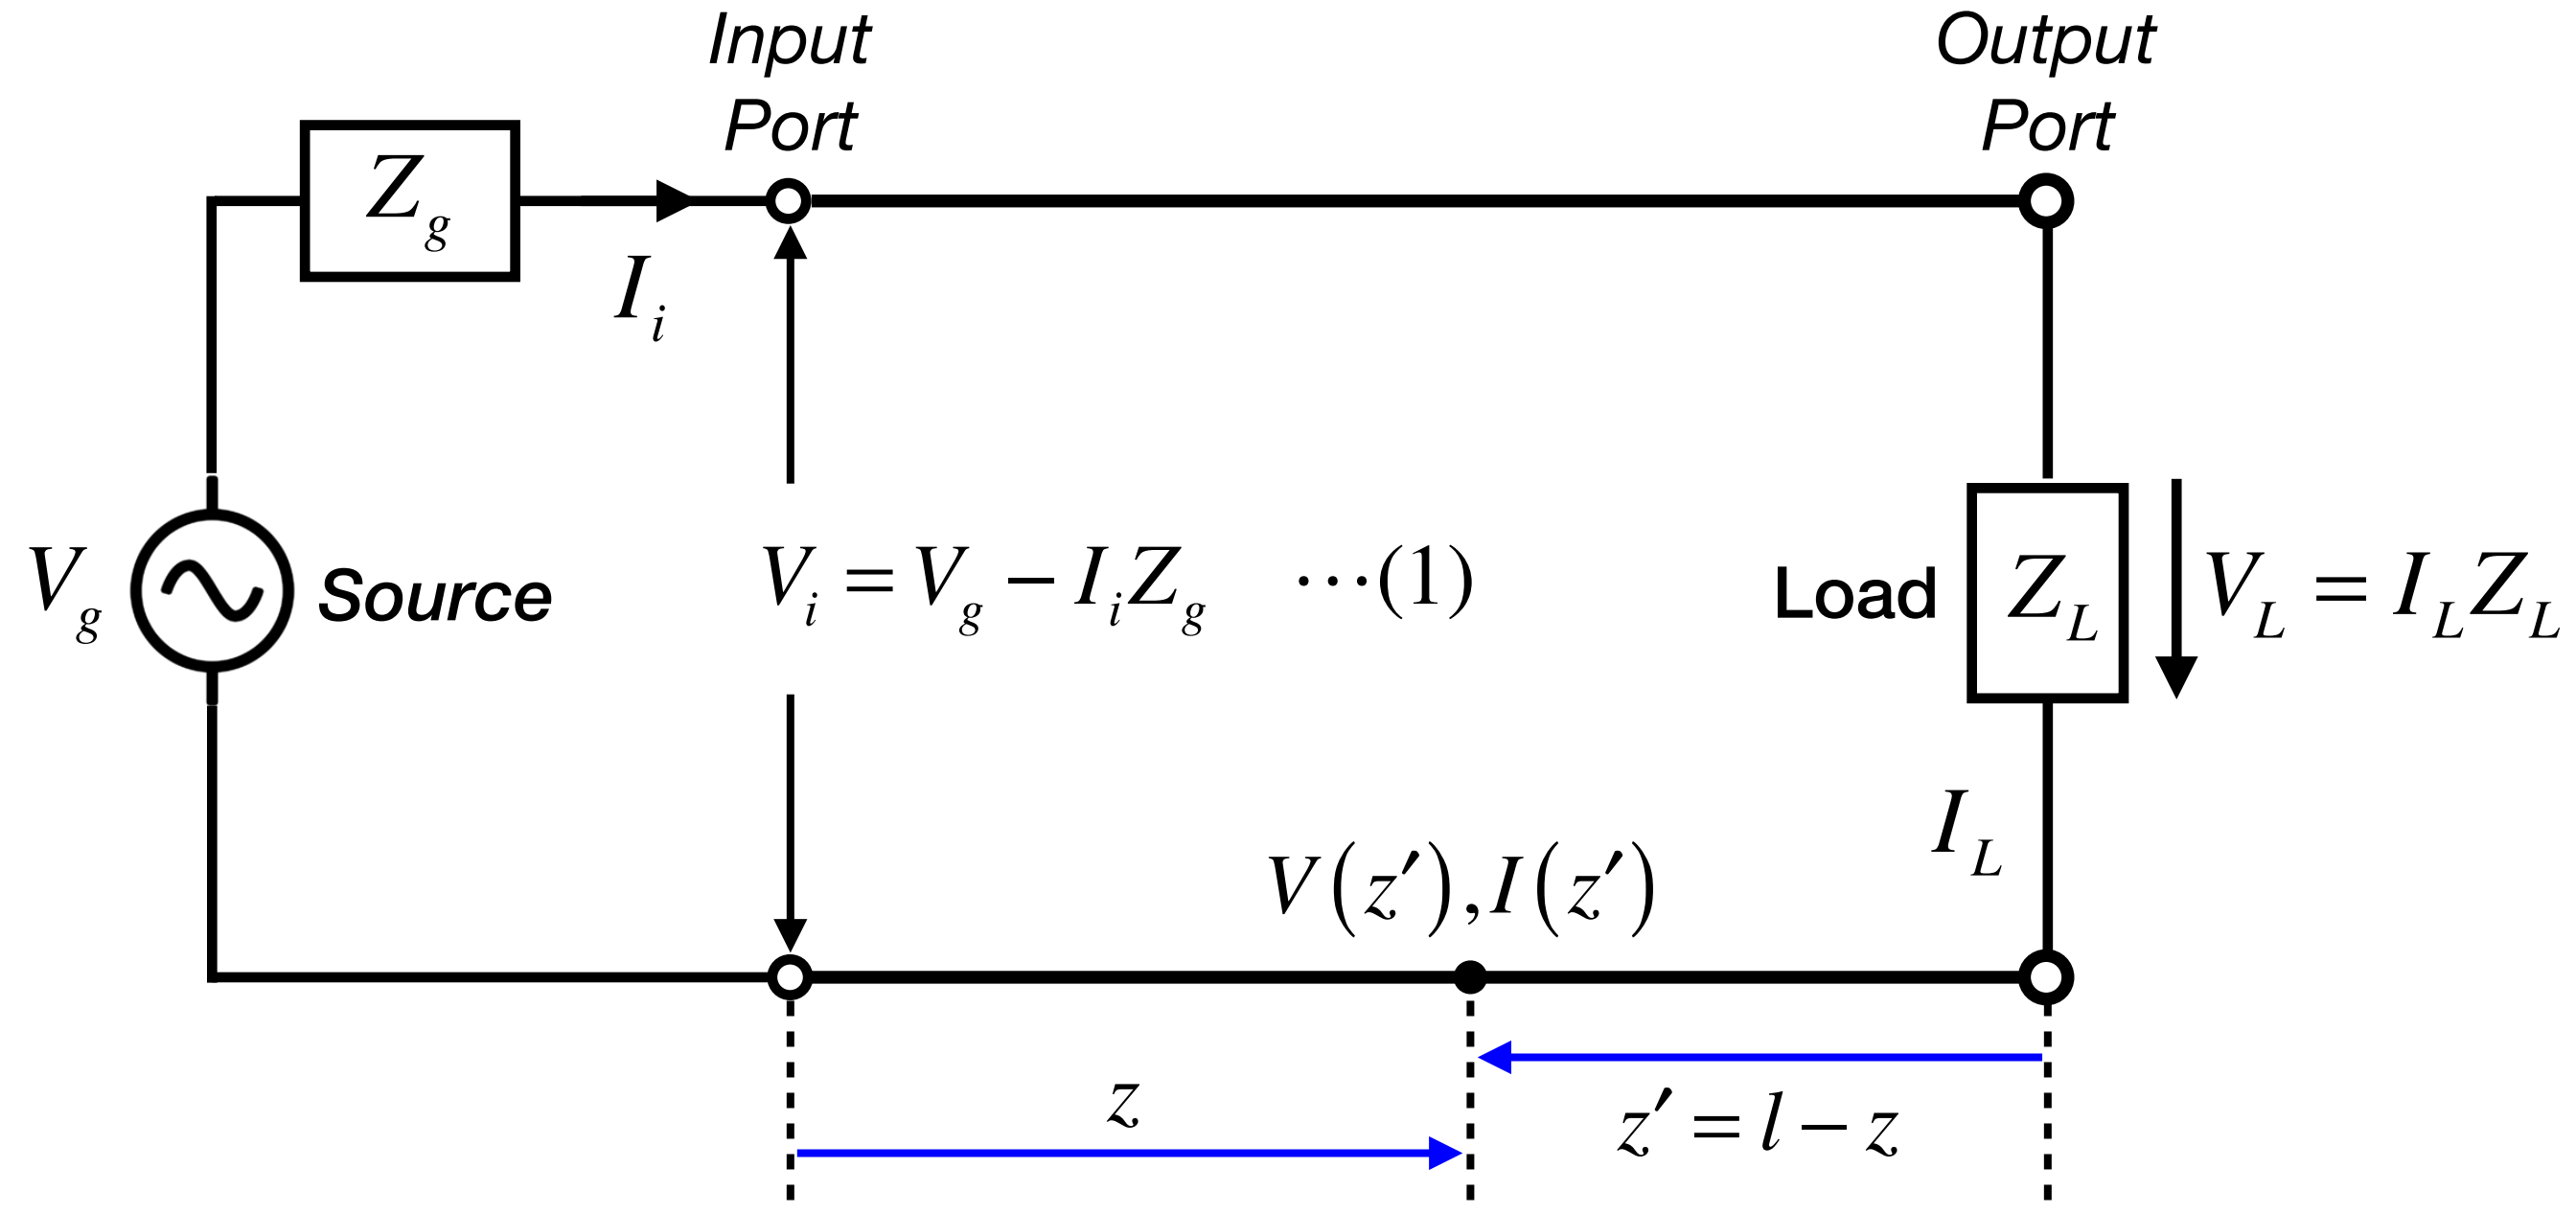 Input
Port
Output
Port
Z_g
I_i
V_g
Source
V_i = V_g − I_i Z_g ⋯(1)
Load
Z_L
V_L = I_L Z_L
I_L
V(z′), I(z′)
z
z′ = l − z